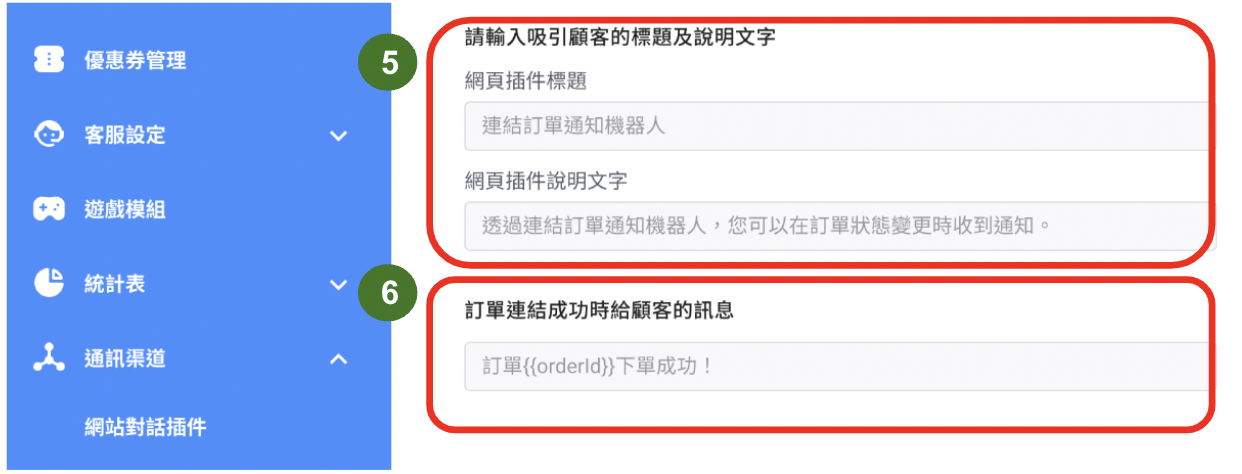 優惠券管理
客服設定
遊戲模組
統計表
通訊渠道
網站對話插件
5
請輸入吸引顧客的標題及說明文字
網頁插件標題
連結訂單通知機器人
網頁插件說明文字
透過連結訂單通知機器人，您可以在訂單狀態變更時收到通知。
6
訂單連結成功時給顧客的訊息
訂單{{orderId}}下單成功！